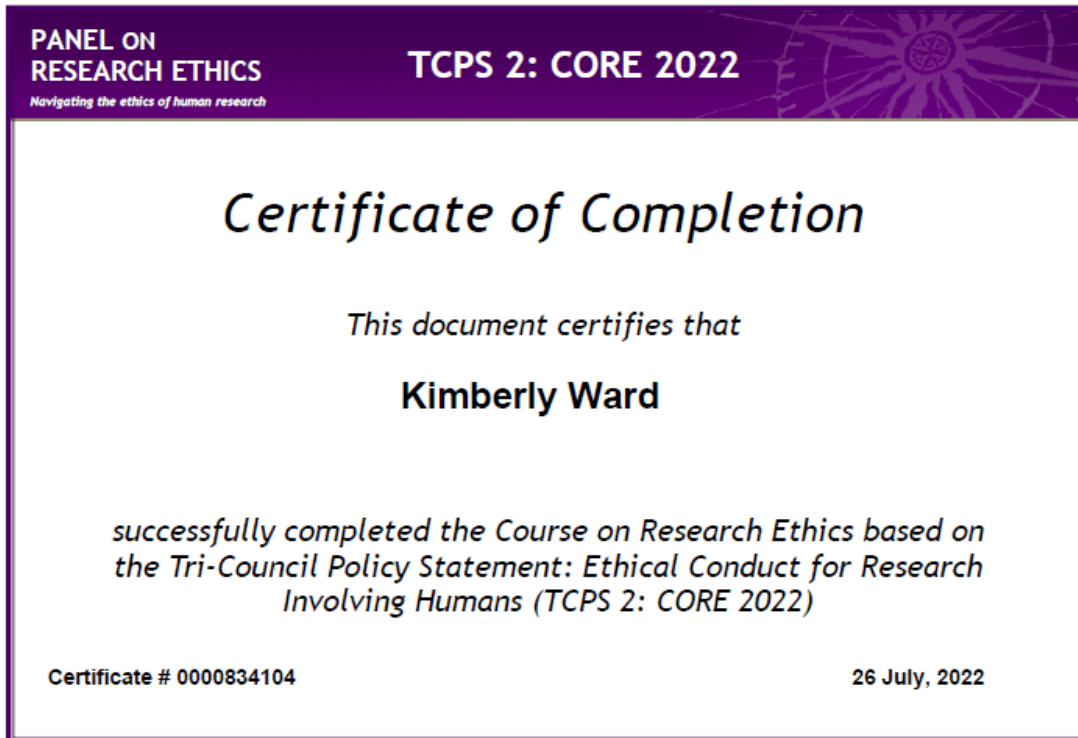 PANEL ON
RESEARCH ETHICS
Navigating the ethics of human research
TCPS 2: CORE 2022
Certificate of Completion
This document certifies that
Kimberly Ward
successfully completed the Course on Research Ethics based on
the Tri-Council Policy Statement: Ethical Conduct for Research
Involving Humans (TCPS 2: CORE 2022)
Certificate # 0000834104
26 July, 2022